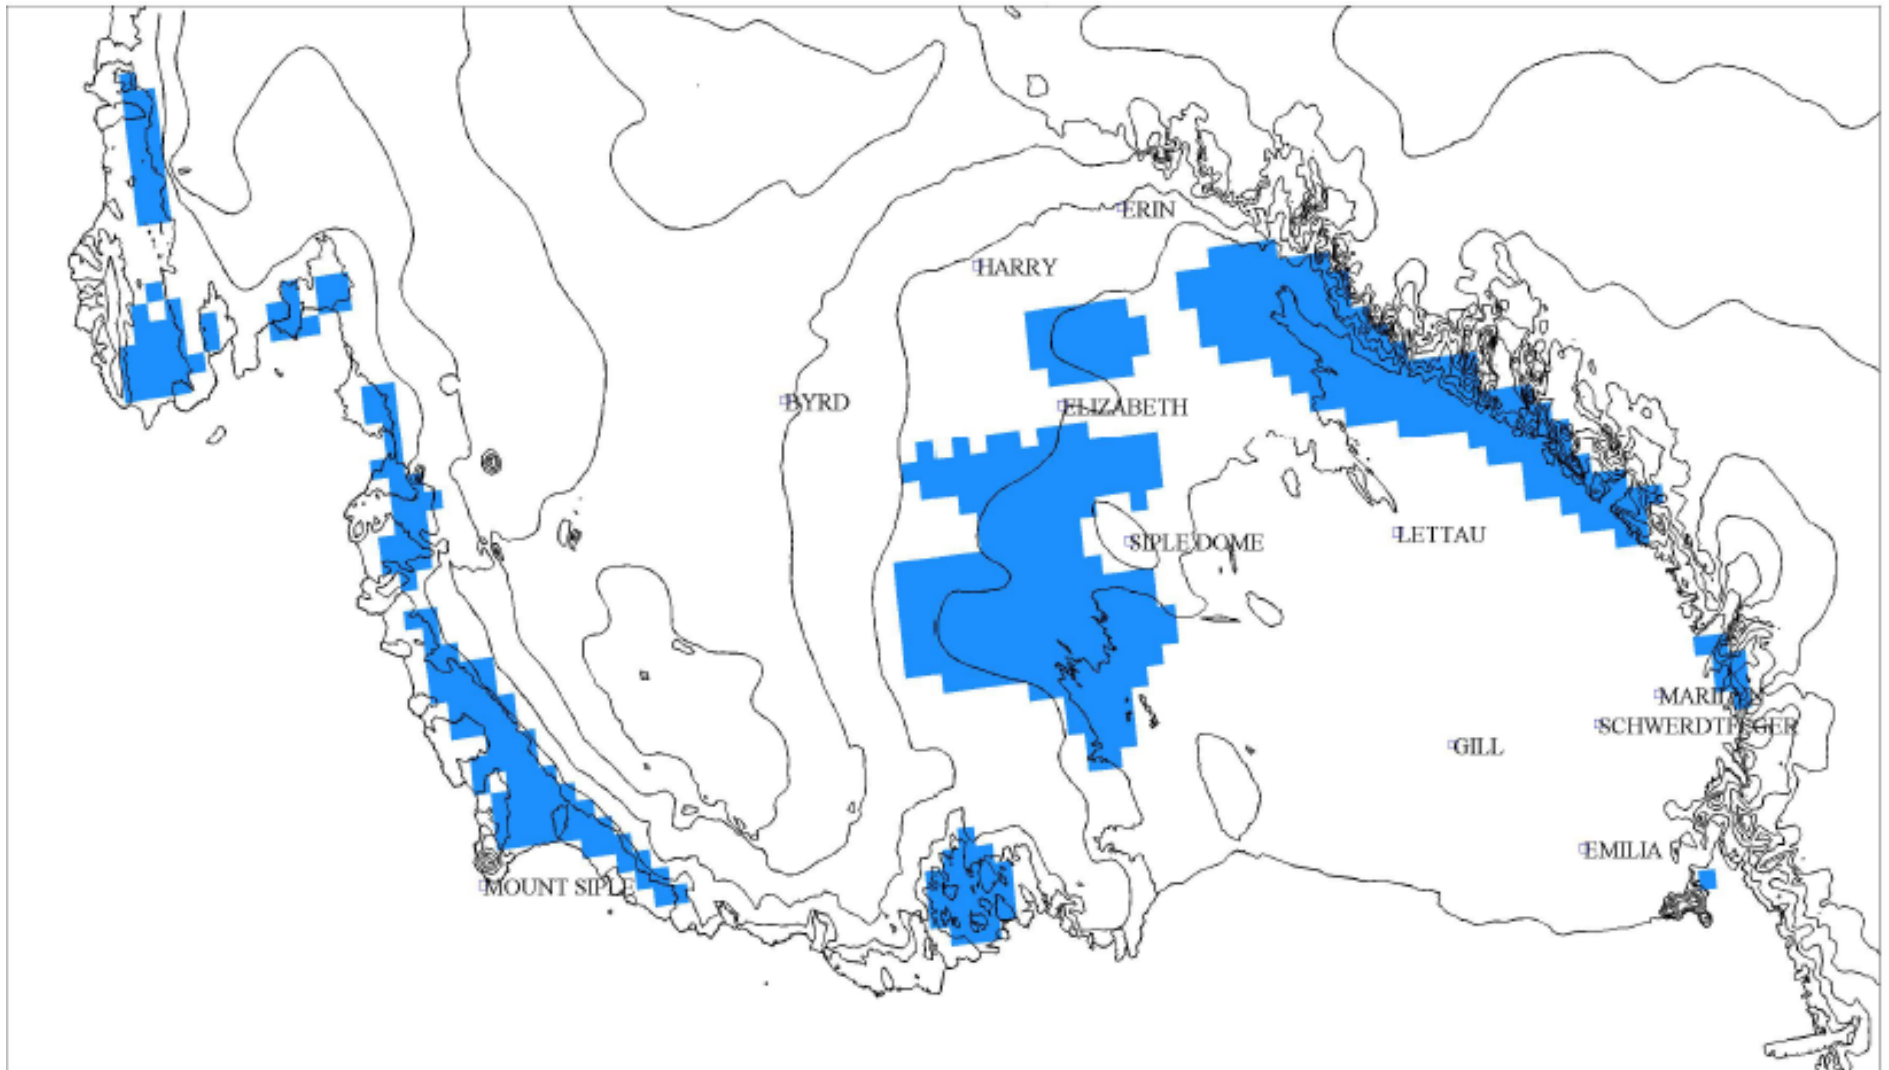 ERIN
HARRY
BYRD
ELIZABETH
SIPLE DOME
LETTAU
MARILYN
SCHWERDTFEGER
GILL
EMILIA
MOUNT SIPLE